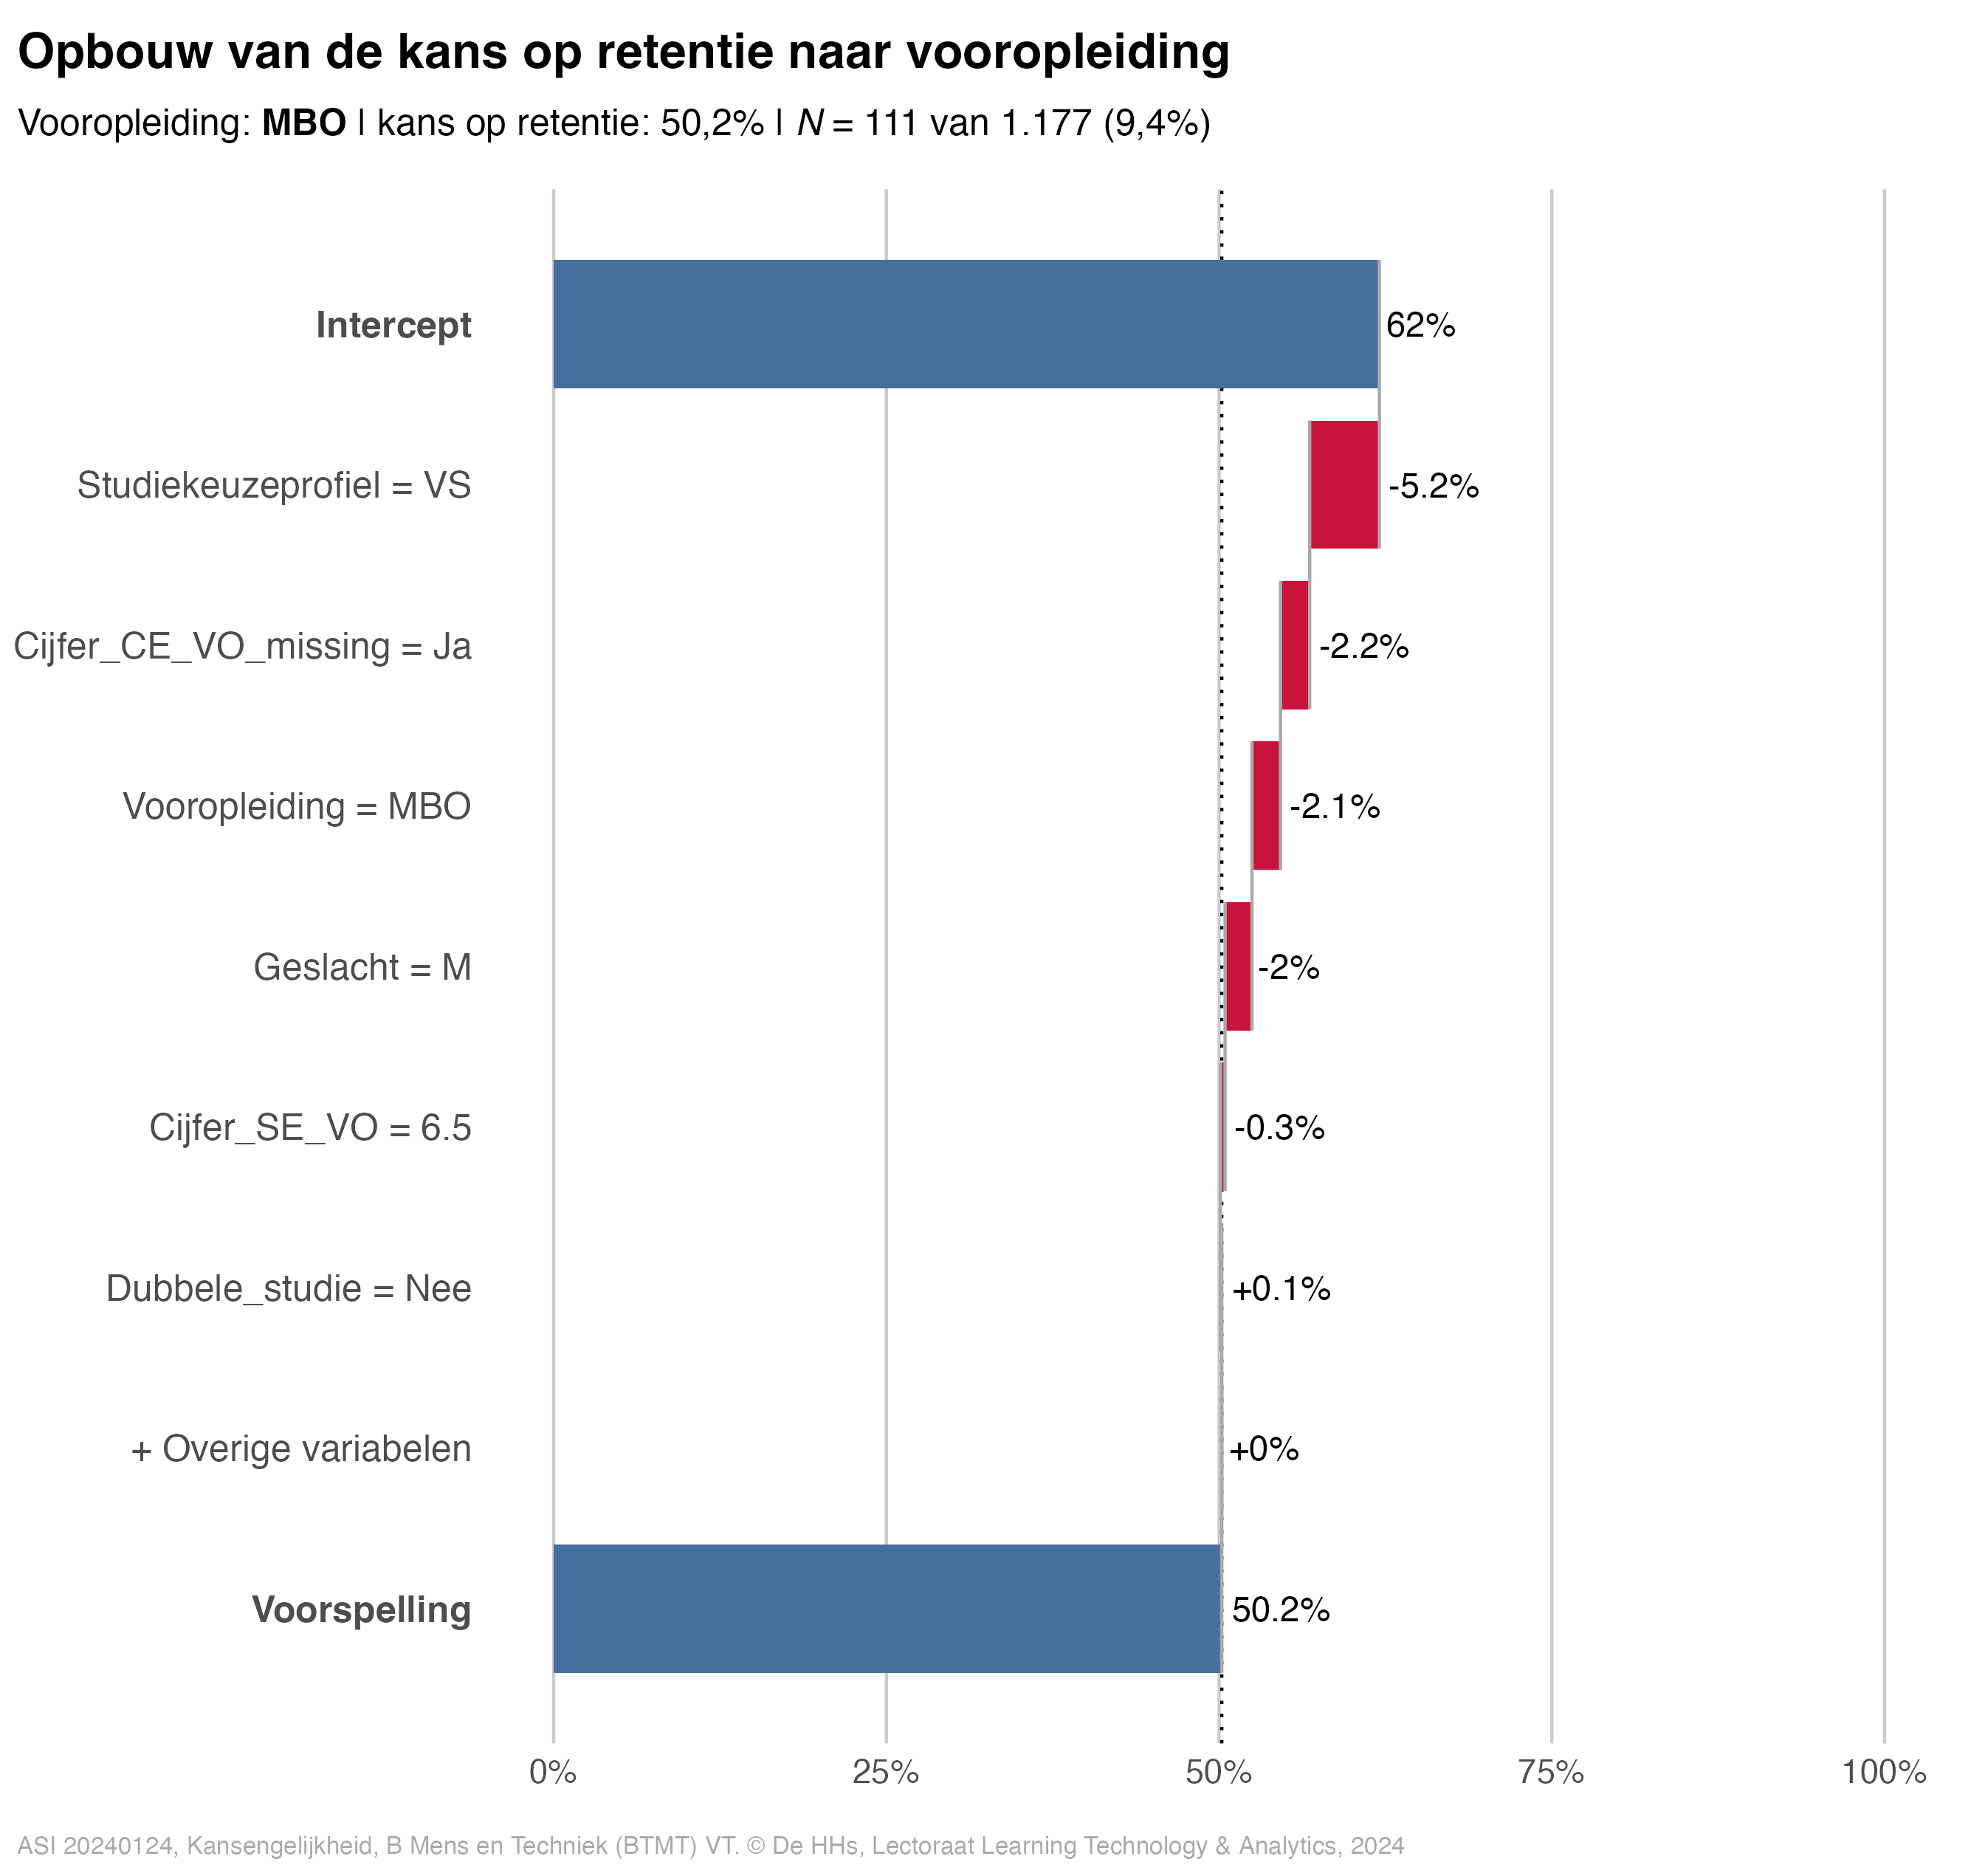 Opbouw van de kans op retentie naar vooropleiding
Vooropleiding: MBO | kans op retentie: 50,2% | N = 111 van 1.177 (9,4%)
Intercept
62%
Studiekeuzeprofiel = VS
-5.2%
Cijfer_CE_VO_missing = Ja
-2.2%
Vooropleiding = MBO
-2.1%
Geslacht = M
-2%
Cijfer_SE_VO = 6.5
-0.3%
Dubbele_studie = Nee
+0.1%
+ Overige variabelen
+0%
Voorspelling
50.2%
0% 25% 50% 75% 100%
ASI 20240124, Kansengelijkheid, B Mens en Techniek (BTMT) VT. © De HHs, Lectoraat Learning Technology & Analytics, 2024